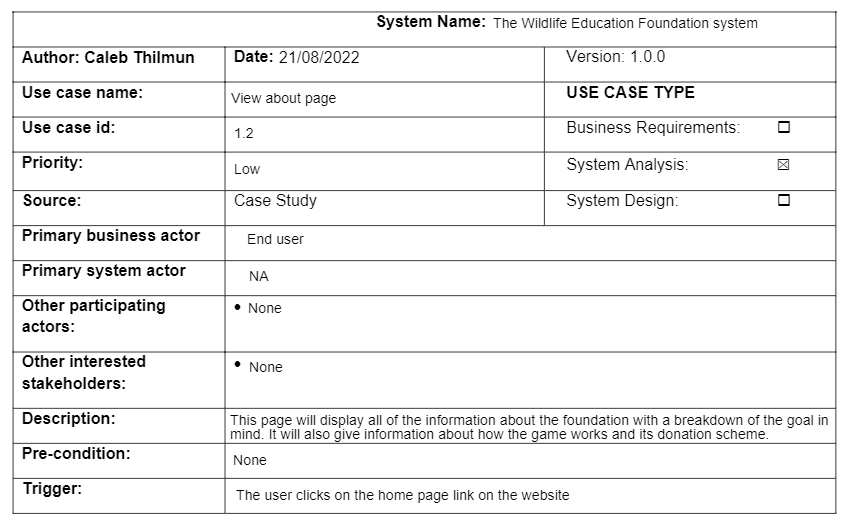 System Name: The Wildlife Education Foundation system
Author: Caleb Thilmun Date: 21/08/2022 Version: 1.0.0
Use case name: View about page USE CASE TYPE
Use case id: 1.2 Business Requirements: ☐
Priority: Low System Analysis: ☒
Source: Case Study System Design: ☐
Primary business actor End user
Primary system actor NA
Other participating
actors:
• None
Other interested
stakeholders:
• None
Description: This page will display all of the information about the foundation with a breakdown of the goal in
mind. It will also give information about how the game works and its donation scheme.
Pre-condition: None
Trigger: The user clicks on the home page link on the website